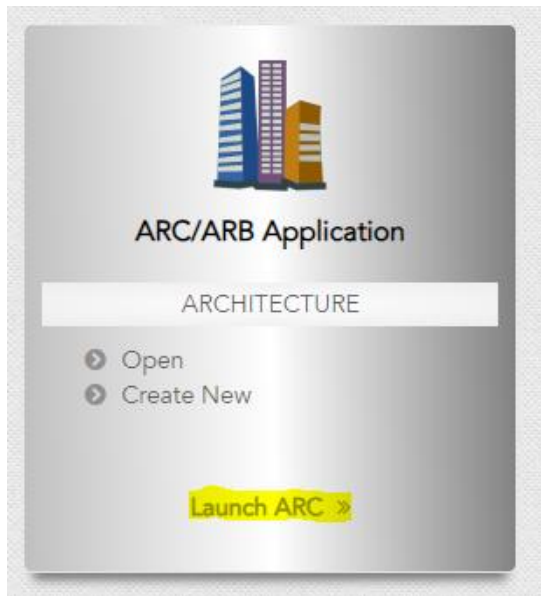 ARC/ARB Application
ARCHITECTURE
Open
Create New
Launch ARC »